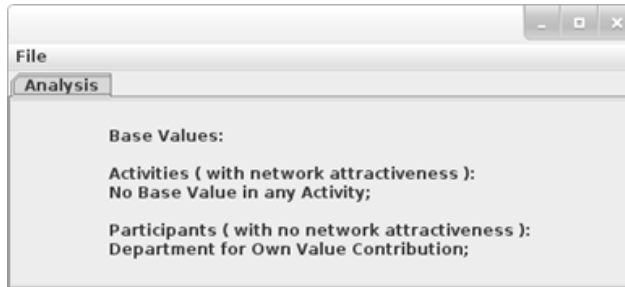 File
Analysis
Base Values:
Activities ( with network attractiveness ):
No Base Value in any Activity;
Participants ( with no network attractiveness ):
Department for Own Value Contribution;